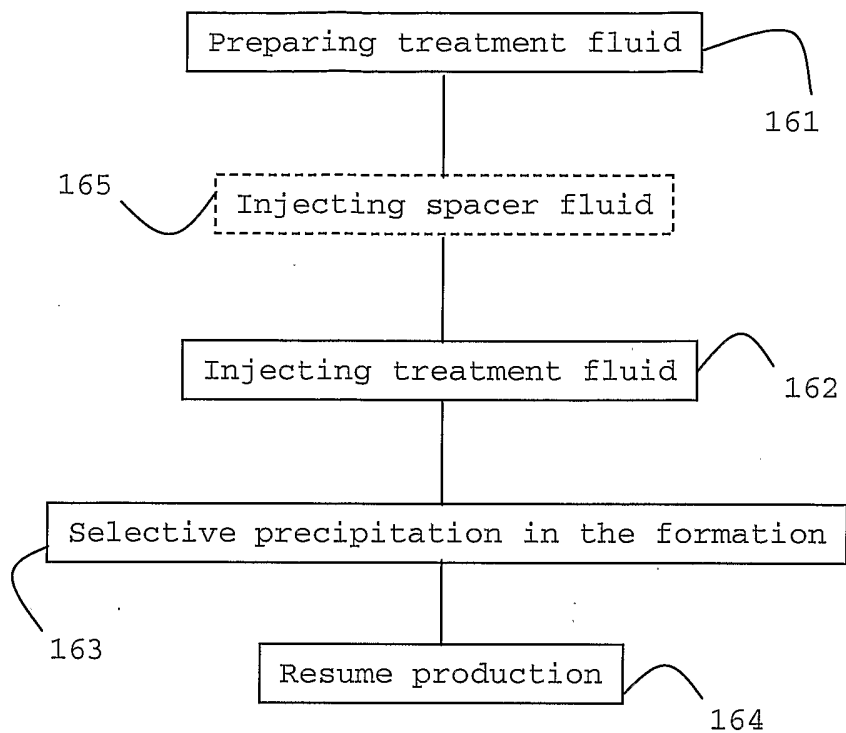 Preparing treatment fluid
161
165
Injecting spacer fluid
Injecting treatment fluid
162
Selective precipitation in the formation
163
Resume production
164